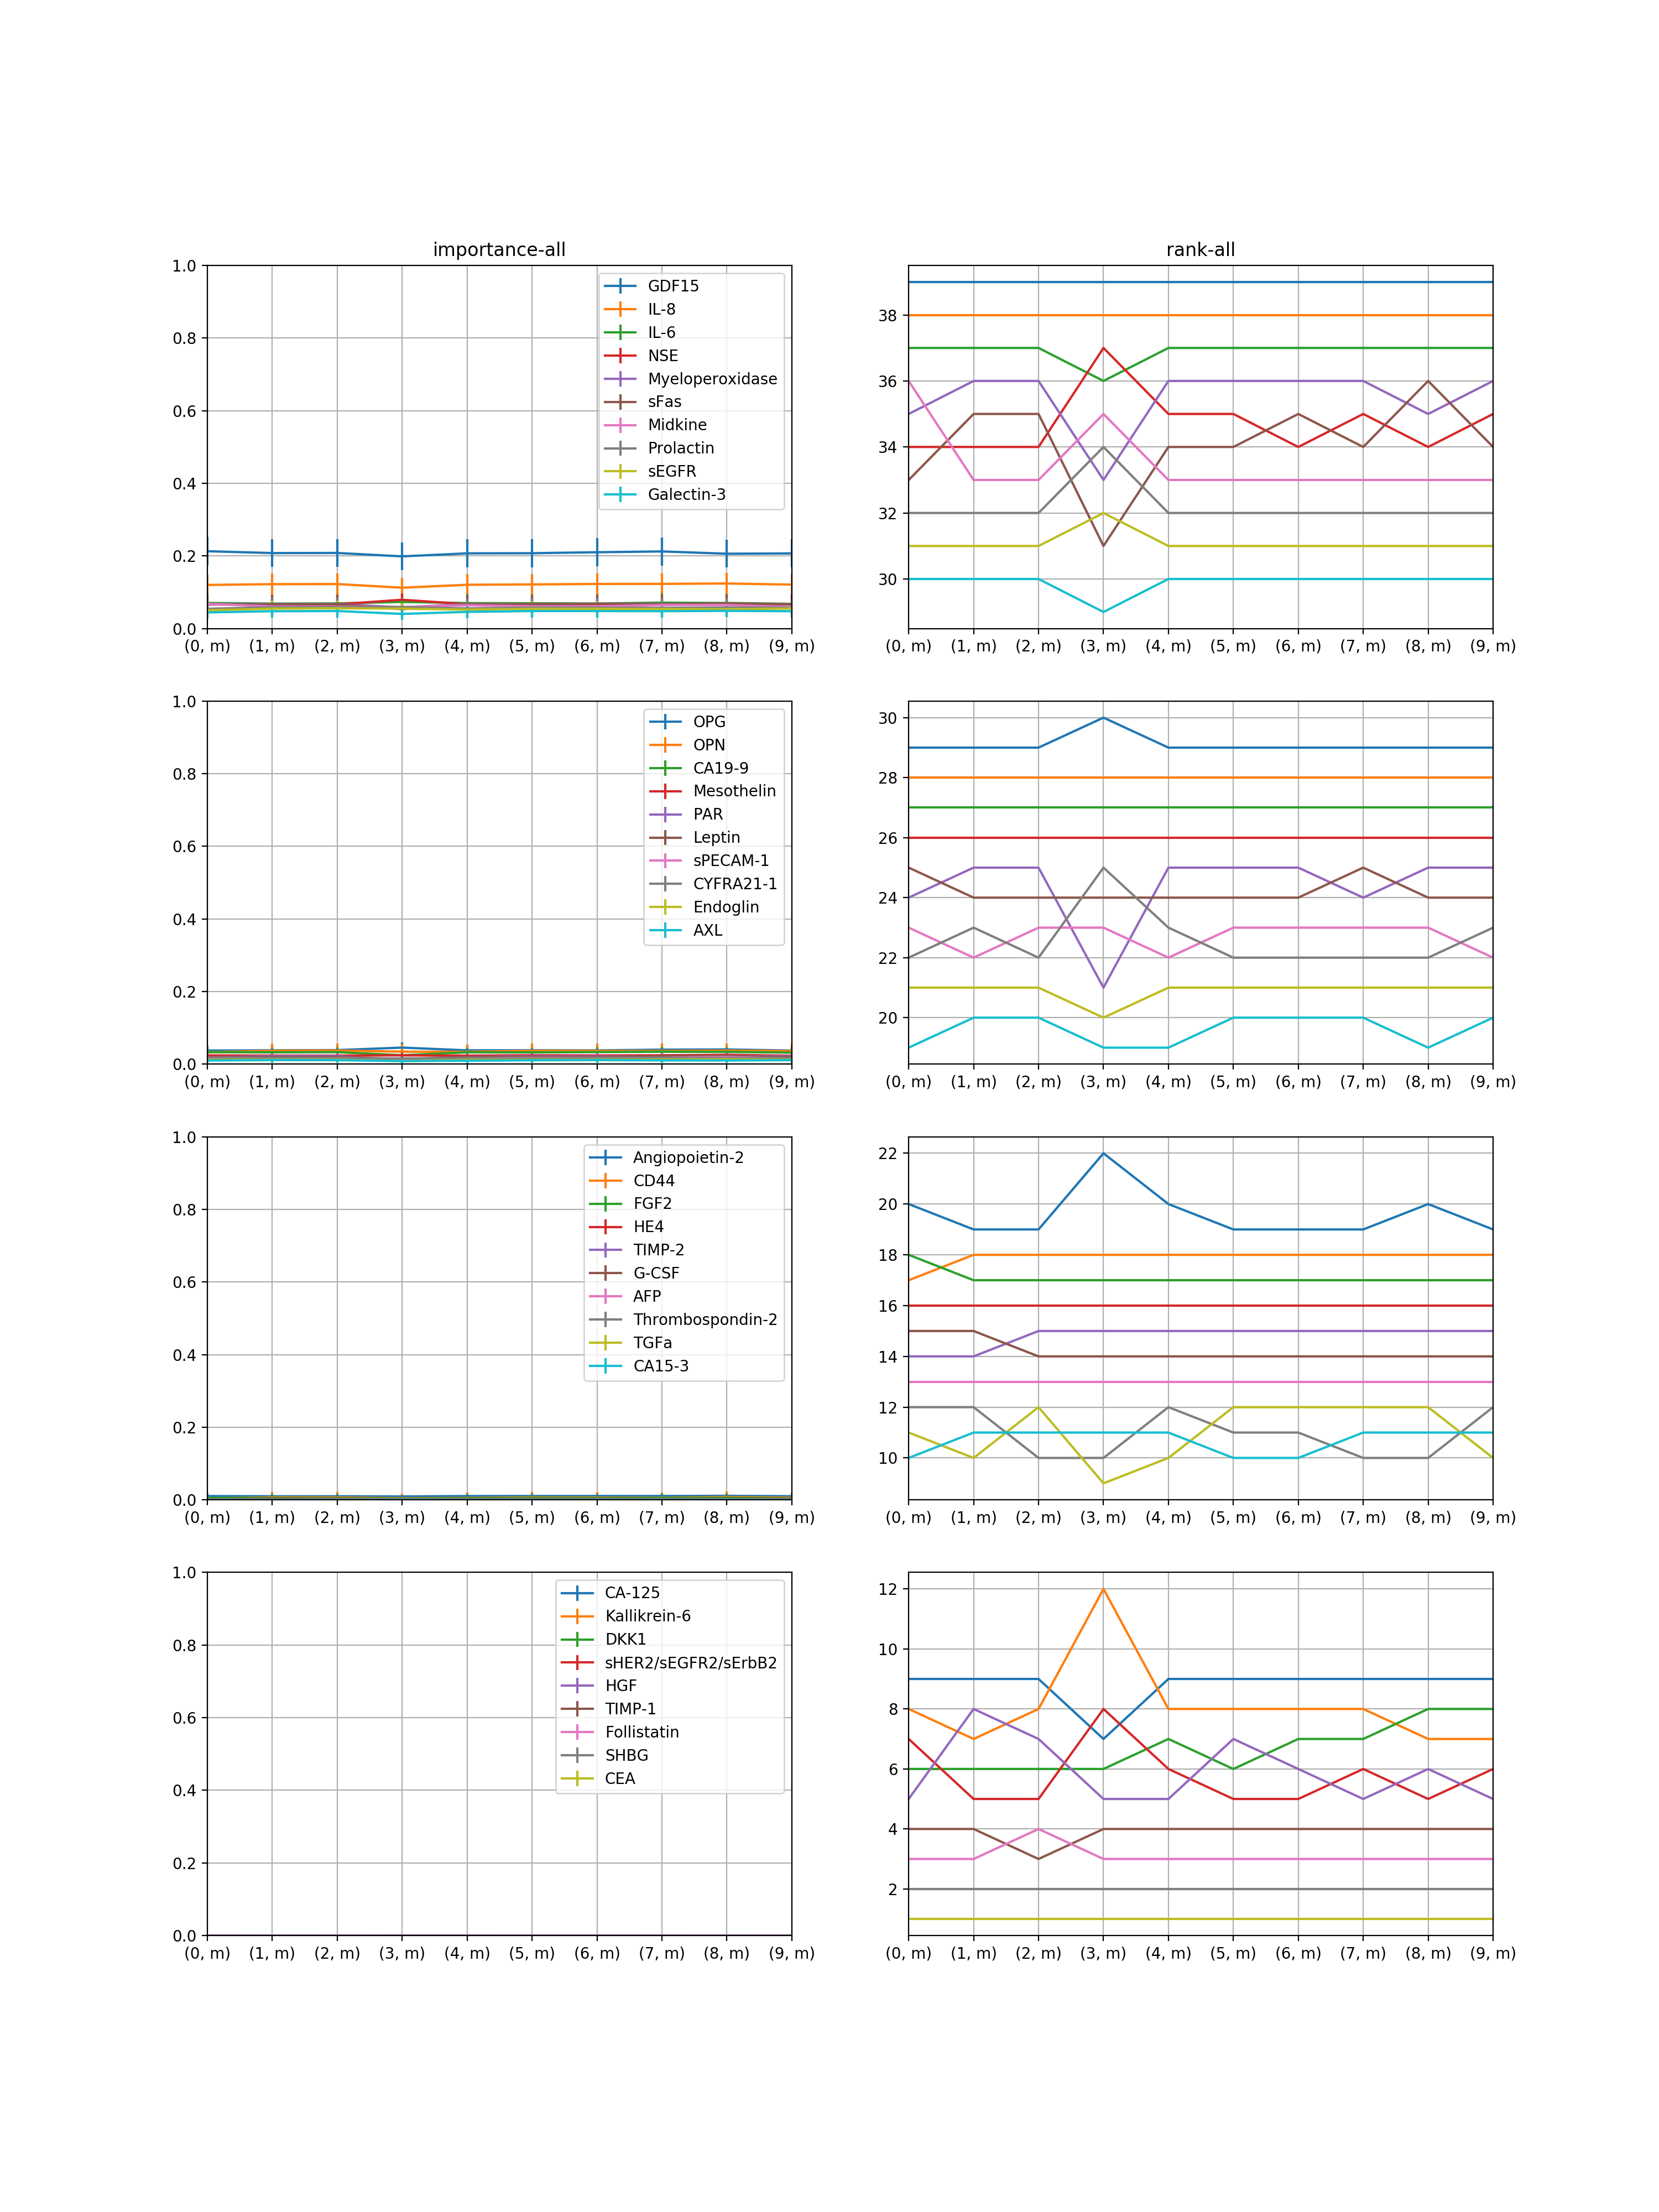 importance-all
rank-all
1.0
0.8
0.6
0.4
0.2
0.0
GDF15
IL-8
IL-6
NSE
Myeloperoxidase
sFas
Midkine
Prolactin
sEGFR
Galectin-3
(0, m) (1, m) (2, m) (3, m) (4, m) (5, m) (6, m) (7, m) (8, m) (9, m)
38
36
34
32
30
(0, m) (1, m) (2, m) (3, m) (4, m) (5, m) (6, m) (7, m) (8, m) (9, m)
1.0
0.8
0.6
0.4
0.2
0.0
OPG
OPN
CA19-9
Mesothelin
PAR
Leptin
sPECAM-1
CYFRA21-1
Endoglin
AXL
(0, m) (1, m) (2, m) (3, m) (4, m) (5, m) (6, m) (7, m) (8, m) (9, m)
30
28
26
24
22
20
(0, m) (1, m) (2, m) (3, m) (4, m) (5, m) (6, m) (7, m) (8, m) (9, m)
1.0
0.8
0.6
0.4
0.2
0.0
Angiopoietin-2
CD44
FGF2
HE4
TIMP-2
G-CSF
AFP
Thrombospondin-2
TGFa
CA15-3
(0, m) (1, m) (2, m) (3, m) (4, m) (5, m) (6, m) (7, m) (8, m) (9, m)
22
20
18
16
14
12
10
(0, m) (1, m) (2, m) (3, m) (4, m) (5, m) (6, m) (7, m) (8, m) (9, m)
1.0
0.8
0.6
0.4
0.2
0.0
CA-125
Kallikrein-6
DKK1
sHER2/sEGFR2/sErbB2
HGF
TIMP-1
Follistatin
SHBG
CEA
(0, m) (1, m) (2, m) (3, m) (4, m) (5, m) (6, m) (7, m) (8, m) (9, m)
12
10
8
6
4
2
(0, m) (1, m) (2, m) (3, m) (4, m) (5, m) (6, m) (7, m) (8, m) (9, m)